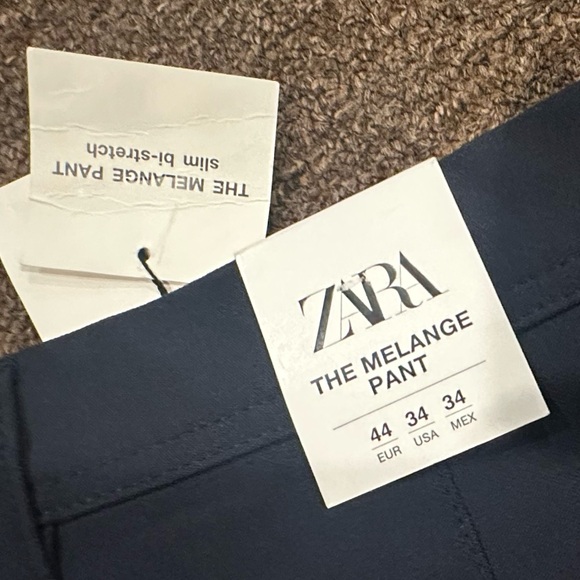 THE MELANGE PANT
slim bi-stretch
ZARA
THE MELANGE
PANT
44 34 34
EUR USA MEX